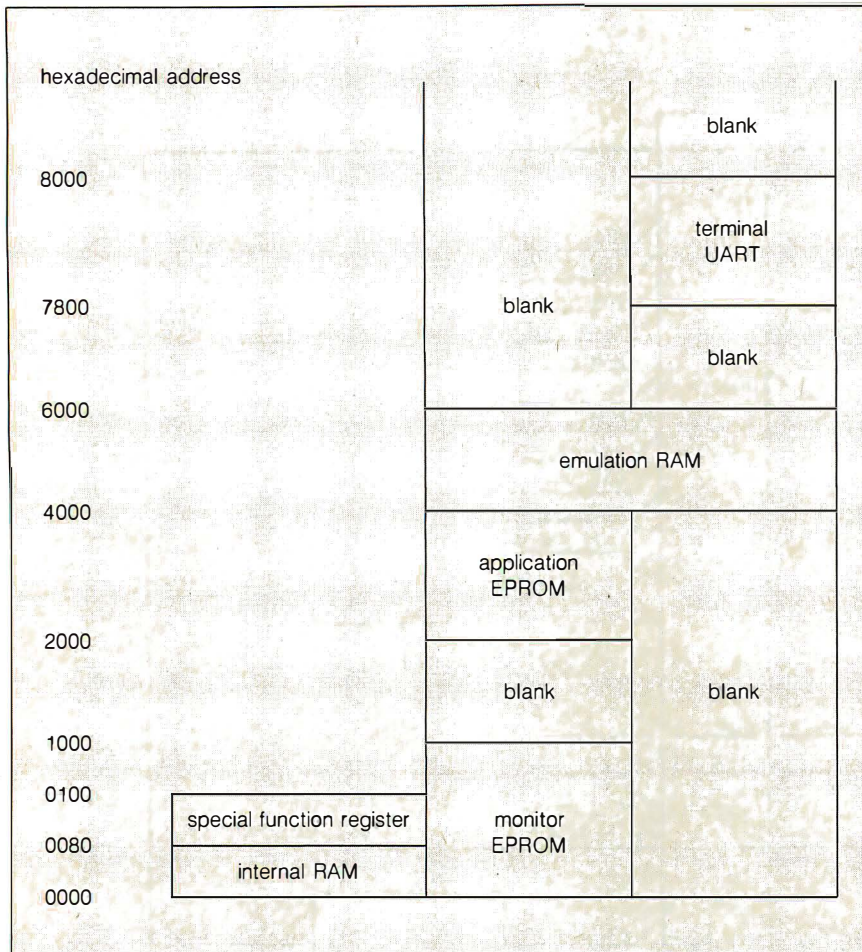 hexadecimal address
blank
8000
terminal
UART
7800
blank
blank
6000
emulation RAM
4000
application
EPROM
2000
blank
blank
1000
0100
special function register
monitor
EPROM
0080
internal RAM
0000